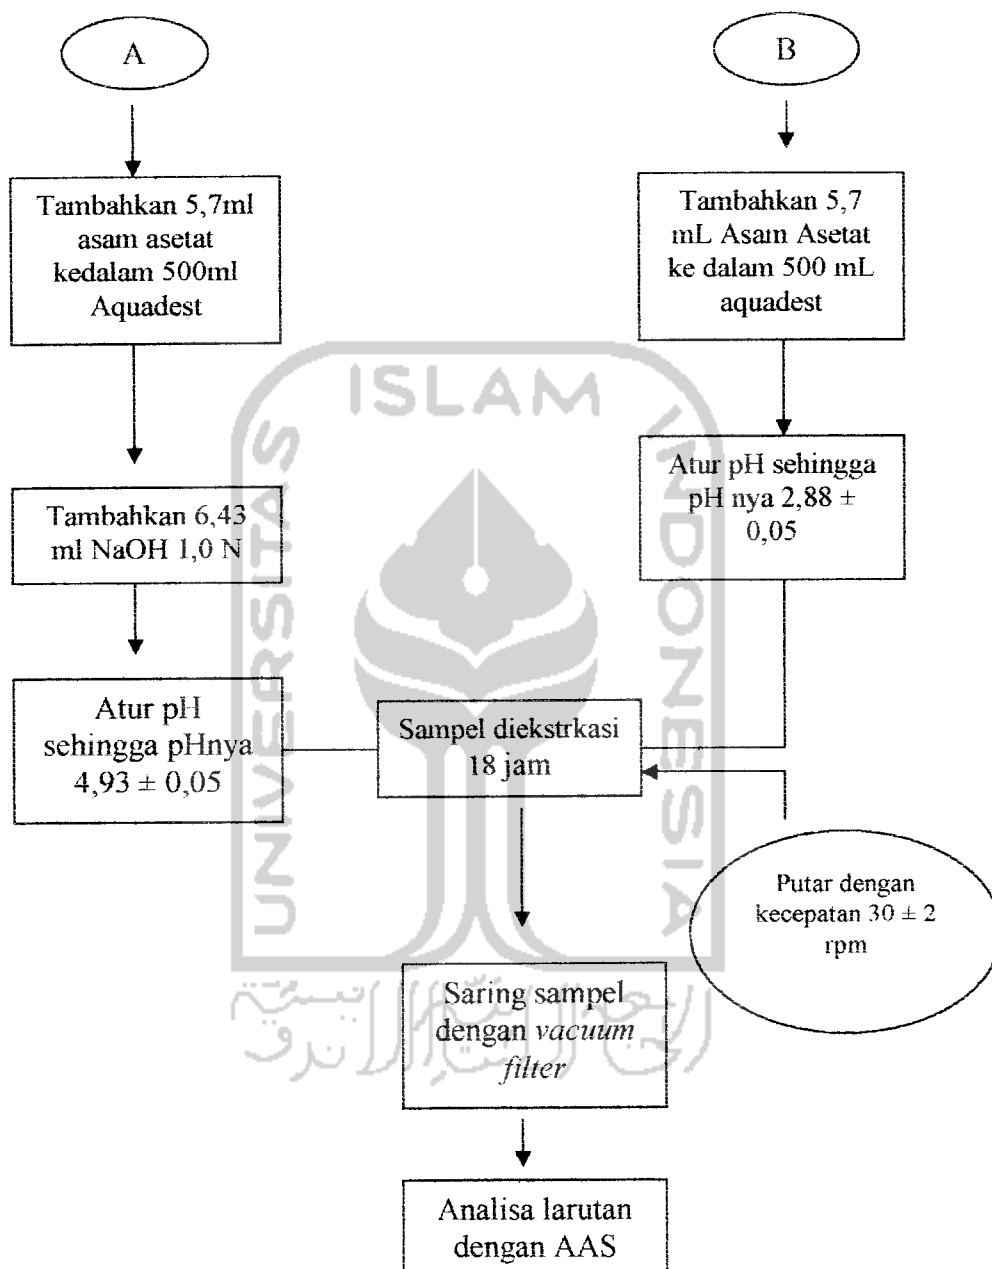 A
Tambahkan 5,7ml
asam asetat
kedalam 500ml
Aquadest
Tambahkan 6,43
ml NaOH 1,0 N
Atur pH
sehingga pHnya
4,93 ± 0,05
B
Tambahkan 5,7
mL Asam Asetat
ke dalam 500 mL
aquadest
Atur pH sehingga
pH nya 2,88 ±
0,05
Sampel diekstrkasi
18 jam
Putar dengan
kecepatan 30 ± 2
rpm
Saring sampel
dengan vacuum
filter
Analisa larutan
dengan AAS
UNIVERSITAS
ISLAM
INDONESIA